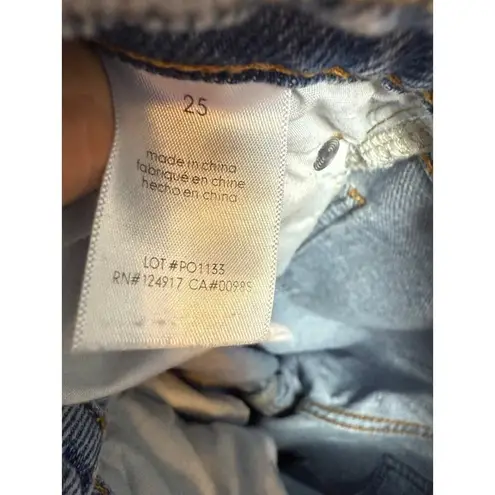 25
made in china
fabriqué en chine
hecho en china
LOT #PO1133
RN#124917 CA#00985